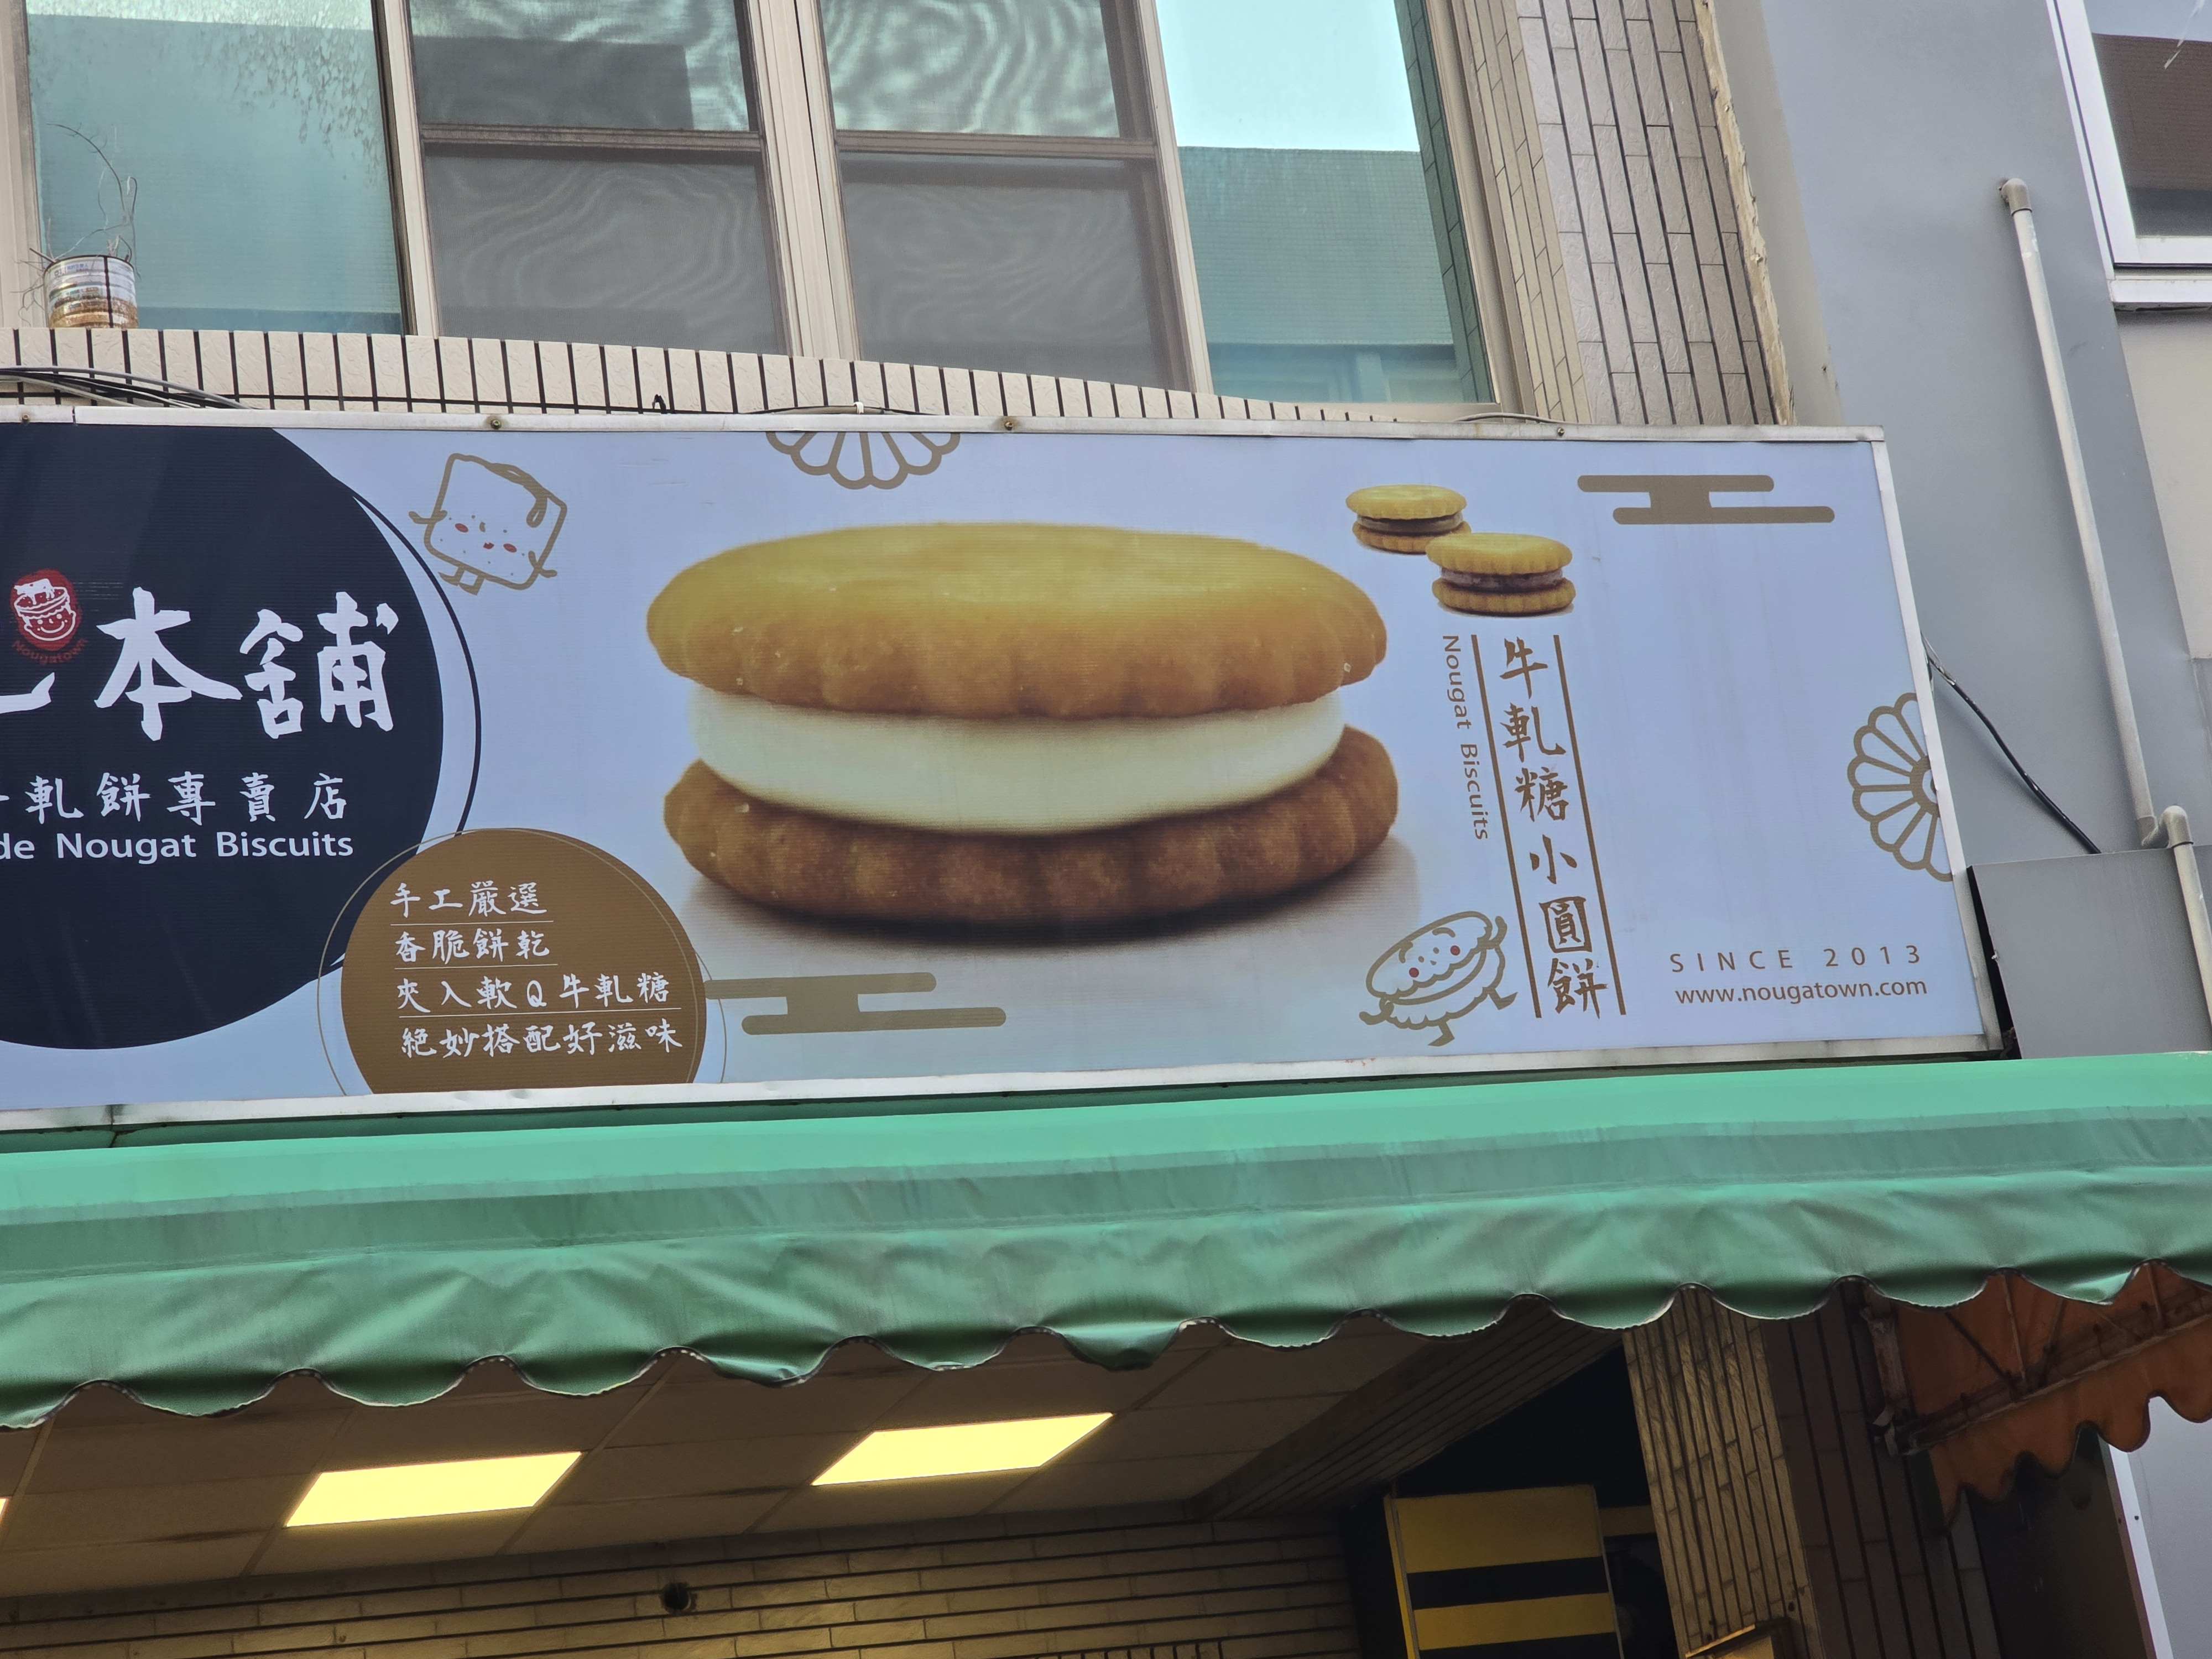 Nougatown
本舖
軋餅專賣店
de Nougat Biscuits
手工嚴選
香脆餅乾
夾入軟Q牛軋糖
絕妙搭配好滋味
牛軋糖小圓餅
Nougat Biscuits
SINCE 2013
www.nougatown.com